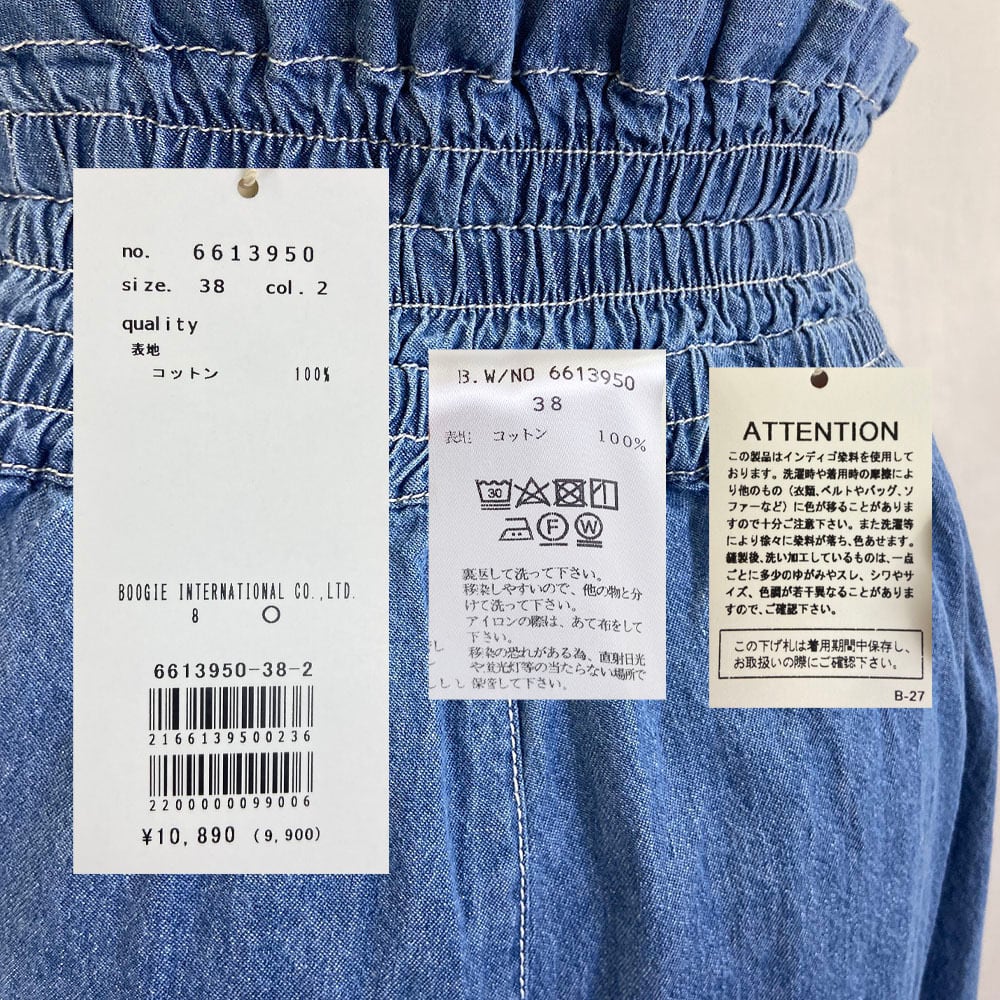 no. 6613950
size. 38 col. 2
quality
表地
コットン 100%
BOOGIE INTERNATIONAL CO.,LTD.
8 ○
6613950-38-2
2166139500236
2200000099006
¥10,890 (9,900)
B.W/NO 6613950
38
表地 コットン 100%
30
F W
裏返して洗って下さい。
移染しやすいので、他の物と分
けて洗って下さい。
アイロンの際は、あて布をして
下さい。
移染の恐れがある為、直射日光
や蛍光灯等の当たらない場所で
保管して下さい。
ATTENTION
この製品はインディゴ染料を使用して
おります。洗濯時や着用時の摩擦によ
り他のもの（衣類、ベルトやバッグ、ソ
ファーなど）に色が移ることがありま
すので十分ご注意下さい。また洗濯等
により徐々に染料が落ち、色あせます。
縫製後、洗い加工しているものは、一点
ごとに多少のゆがみやスレ、シワやサイ
ズ、色調が若干異なることがありま
すので、ご確認下さい。
この下げ札は着用期間中保存し、
お取扱いの際にご確認下さい。
B-27